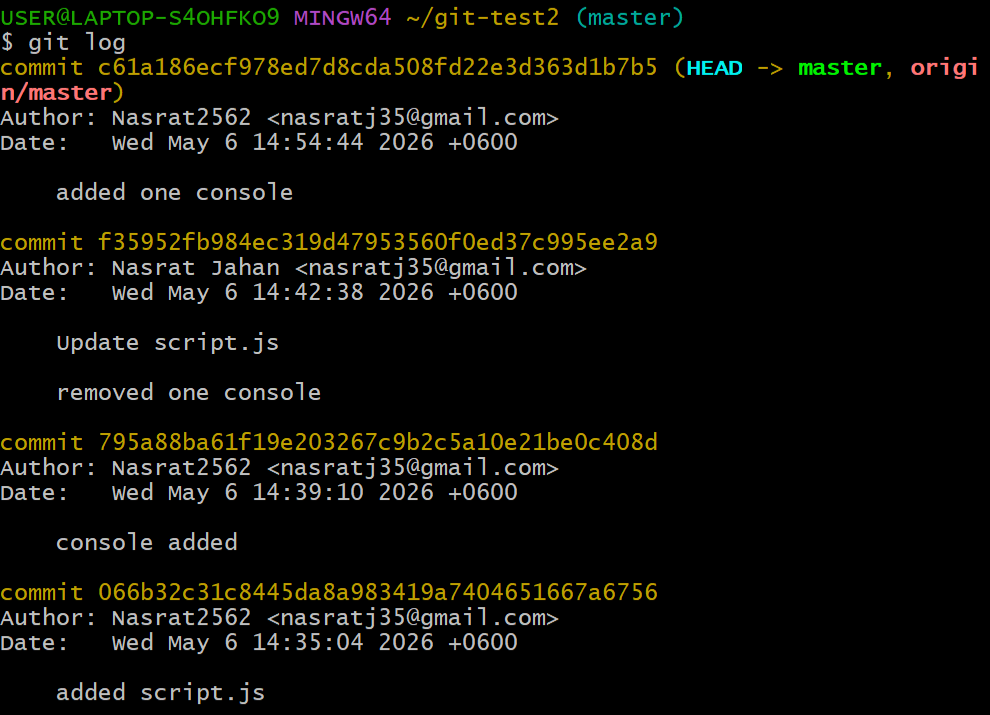 USER@LAPTOP-S4OHFKO9 MINGW64 ~/git-test2 (master)
$ git log
commit c61a186ecf978ed7d8cda508fd22e3d363d1b7b5 (HEAD -> master, origi
n/master)
Author: Nasrat2562 <nasratj35@gmail.com>
Date:   Wed May 6 14:54:44 2026 +0600

    added one console

commit f35952fb984ec319d47953560f0ed37c995ee2a9
Author: Nasrat Jahan <nasratj35@gmail.com>
Date:   Wed May 6 14:42:38 2026 +0600

    Update script.js

    removed one console

commit 795a88ba61f19e203267c9b2c5a10e21be0c408d
Author: Nasrat2562 <nasratj35@gmail.com>
Date:   Wed May 6 14:39:10 2026 +0600

    console added

commit 066b32c31c8445da8a983419a7404651667a6756
Author: Nasrat2562 <nasratj35@gmail.com>
Date:   Wed May 6 14:35:04 2026 +0600

    added script.js